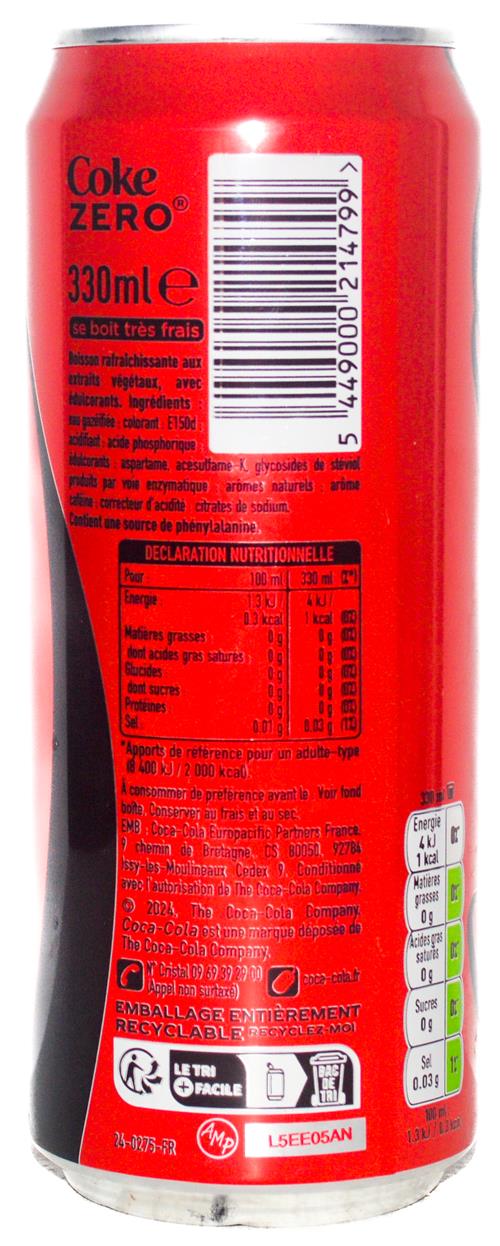 Coke
ZERO®
330ml e
se boit très frais
5 449000 214799 >
Boisson rafraîchissante aux
extraits végétaux, avec
édulcorants. Ingrédients :
eau gazéifiée ; colorant : E150d ;
acidifiant : acide phosphorique ;
édulcorants : aspartame, acésulfame-K, glycosides de stéviol
produits par voie enzymatique ; arômes naturels ; arôme
caféine ; correcteur d'acidité : citrates de sodium.
Contient une source de phénylalanine.
DECLARATION NUTRITIONNELLE
Pour 100 ml 330 ml (%*)
Energie 1.3 kJ / 4 kJ /
0.3 kcal 1 kcal
Matières grasses 0 g 0 g
dont acides gras saturés 0 g 0 g
Glucides 0 g 0 g
dont sucres 0 g 0 g
Protéines 0 g 0 g
Sel 0.01 g 0.03 g
*Apports de référence pour un adulte-type
(8 400 kJ / 2 000 kcal).
À consommer de préférence avant le : Voir fond
boîte. Conserver au frais et au sec.
EMB : Coca-Cola Europacific Partners France,
9 chemin de Bretagne, CS 80050, 92784
Issy-les-Moulineaux Cedex 9. Conditionné
avec l'autorisation de The Coca-Cola Company.
© 2024, The Coca-Cola Company.
Coca-Cola est une marque déposée de
The Coca-Cola Company.
N° Cristal 09 69 39 29 00
(Appel non surtaxé)
coca-cola.fr
EMBALLAGE ENTIÈREMENT
RECYCLABLE RECYCLEZ-MOI
LE TRI
+ FACILE
BAC
DE
TRI
24-0275-FR
AMP
L5EE05AN
330 ml
Energie
4 kJ
1 kcal
0%*
Matières
grasses
0 g
0%*
Acides gras
saturés
0 g
0%*
Sucres
0 g
0%*
Sel
0.03 g
1%*
100 ml :
1.3 kJ / 0.3 kcal